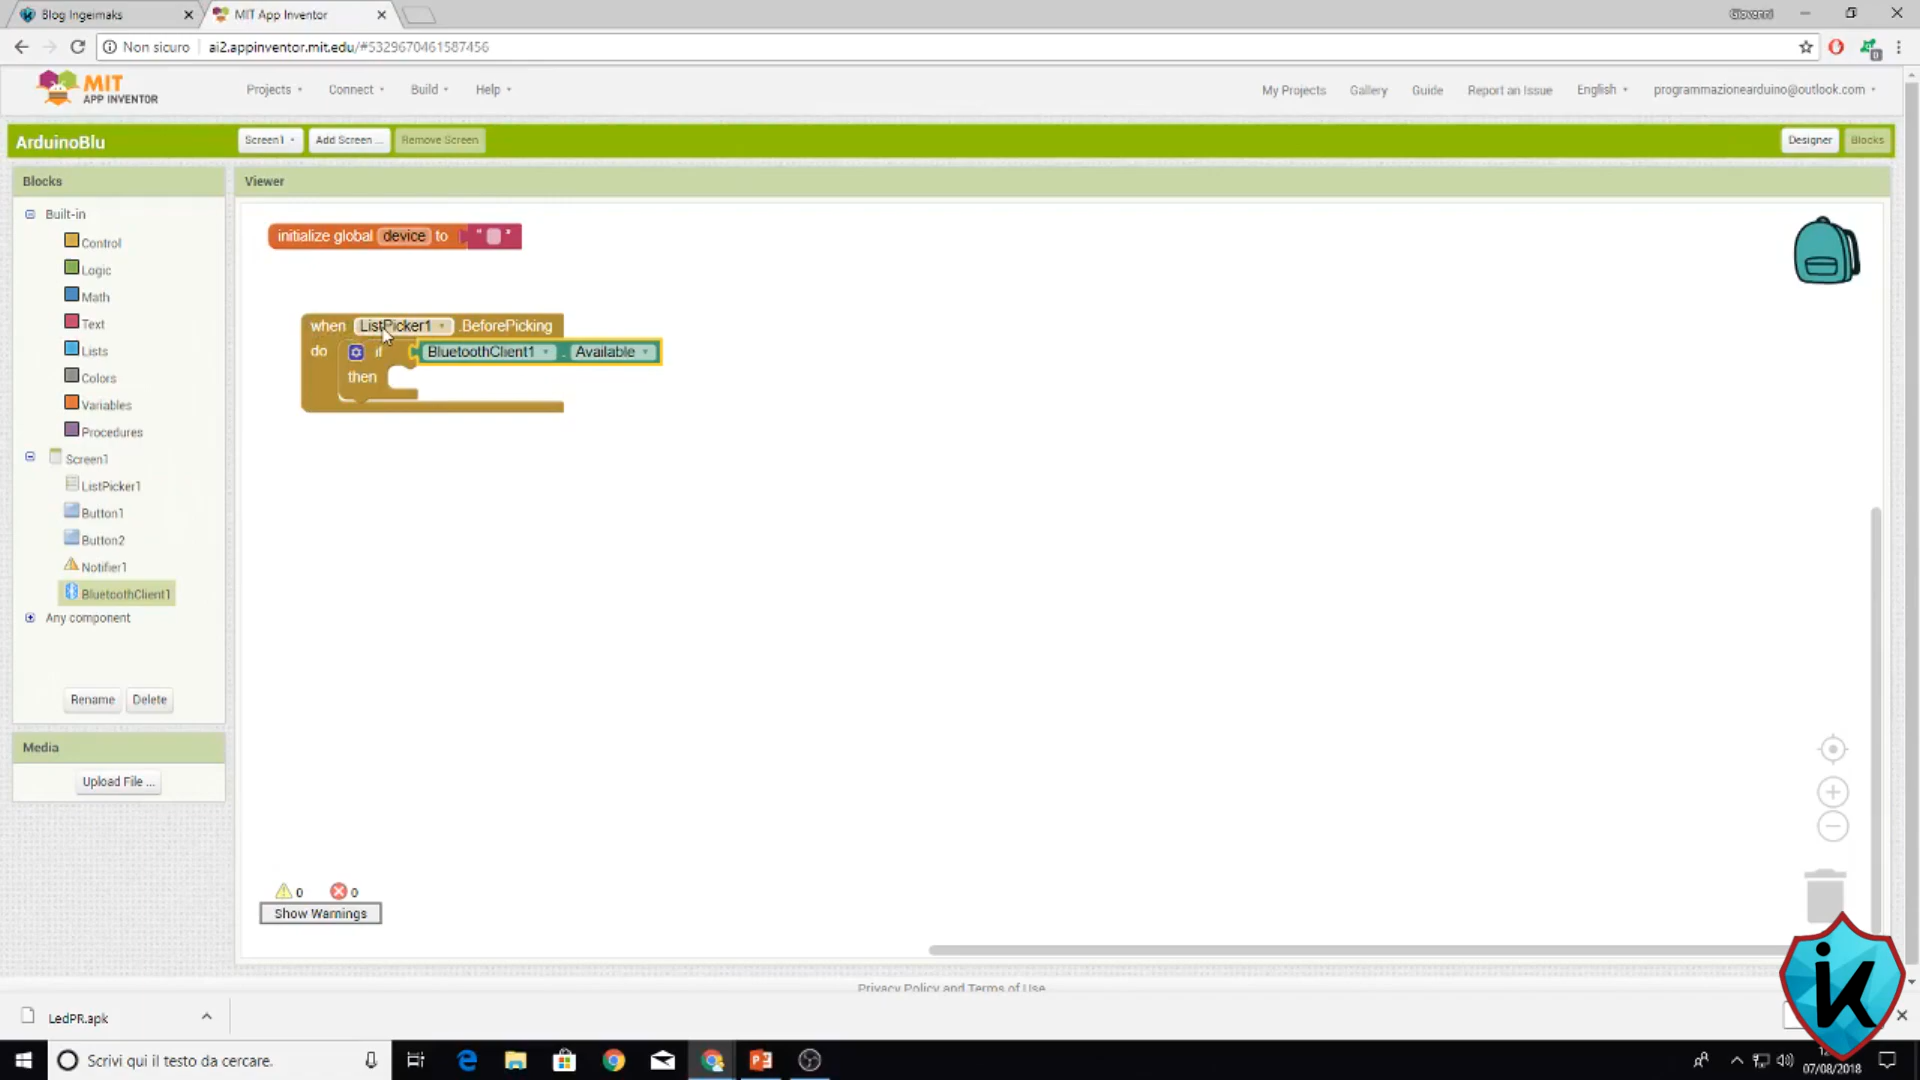 Blog Ingeimaks
MIT App Inventor
Giovanni
Non sicuro
ai2.appinventor.mit.edu/#5329670461587456
MIT
APP INVENTOR
Projects
Connect
Build
Help
My Projects
Gallery
Guide
Report an Issue
English
programmazionearduino@outlook.com
ArduinoBlu
Screen1
Add Screen ...
Remove Screen
Designer
Blocks
Blocks
Viewer
Built-in
Control
Logic
Math
Text
Lists
Colors
Variables
Procedures
Screen1
ListPicker1
Button1
Button2
Notifier1
BluetoothClient1
Any component
Rename
Delete
Media
Upload File ...
initialize global device to " "
when ListPicker1 .BeforePicking
do if BluetoothClient1 . Available
then
0 0
Show Warnings
Privacy Policy and Terms of Use
LedPR.apk
ik
Scrivi qui il testo da cercare.
07/08/2018